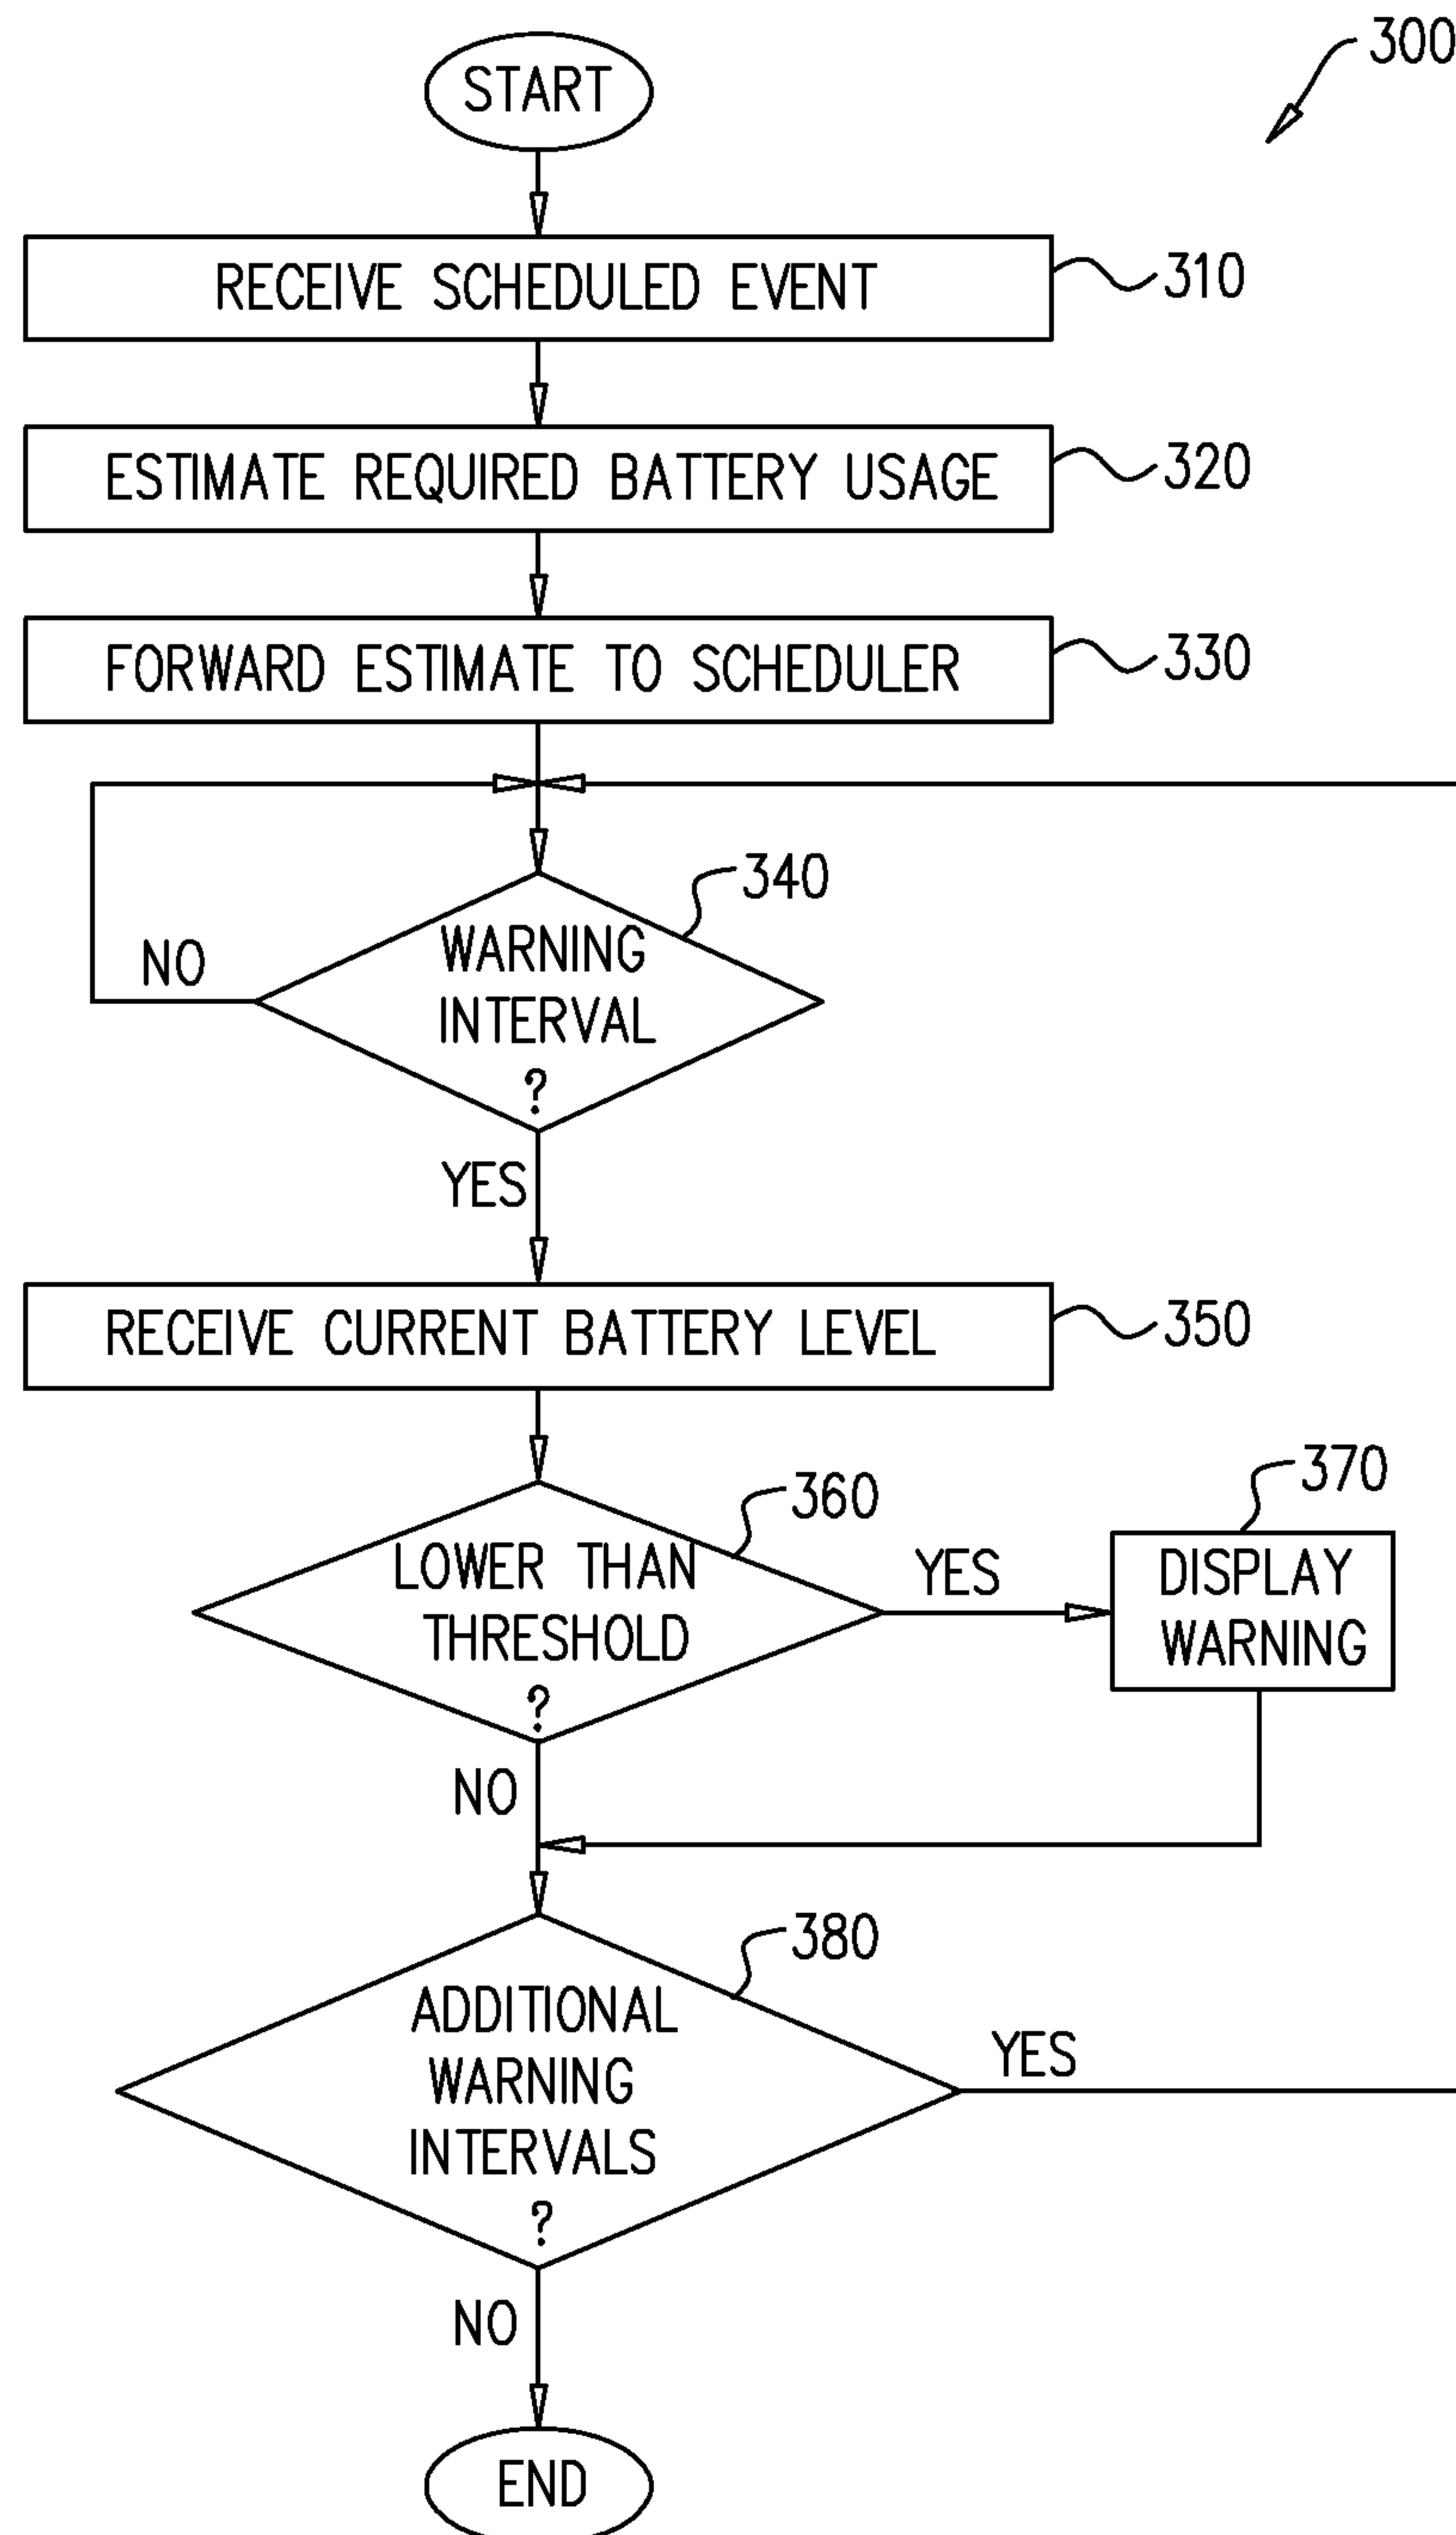 300
START
RECEIVE SCHEDULED EVENT
310
ESTIMATE REQUIRED BATTERY USAGE
320
FORWARD ESTIMATE TO SCHEDULER
330
340
WARNING
INTERVAL
?
NO
YES
RECEIVE CURRENT BATTERY LEVEL
350
360
LOWER THAN
THRESHOLD
?
YES
370
DISPLAY
WARNING
NO
380
ADDITIONAL
WARNING
INTERVALS
?
YES
NO
END